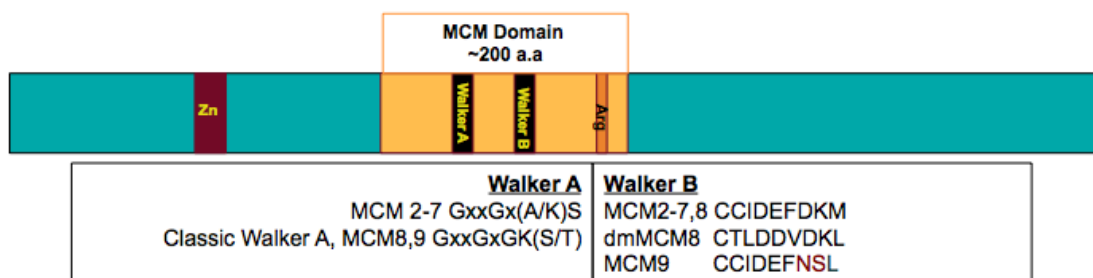 MCM Domain
~200 a.a
Zn
Walker A
Walker B
Arg
Walker A
MCM 2-7 GxxGx(A/K)S
Classic Walker A, MCM8,9 GxxGxGK(S/T)
Walker B
MCM2-7,8 CCIDEFDKM
dmMCM8 CTLDDVDKL
MCM9 CCIDEFNSL